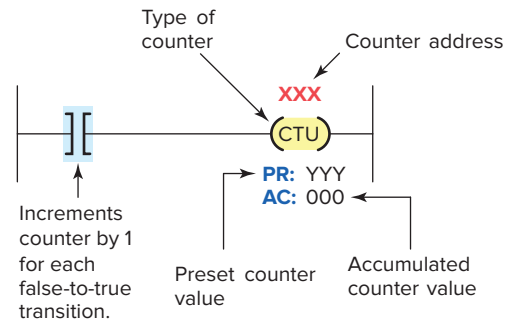 Type of
counter
Counter address
XXX
CTU
PR: YYY
AC: 000
Increments
counter by 1
for each
false-to-true
transition.
Preset counter
value
Accumulated
counter value